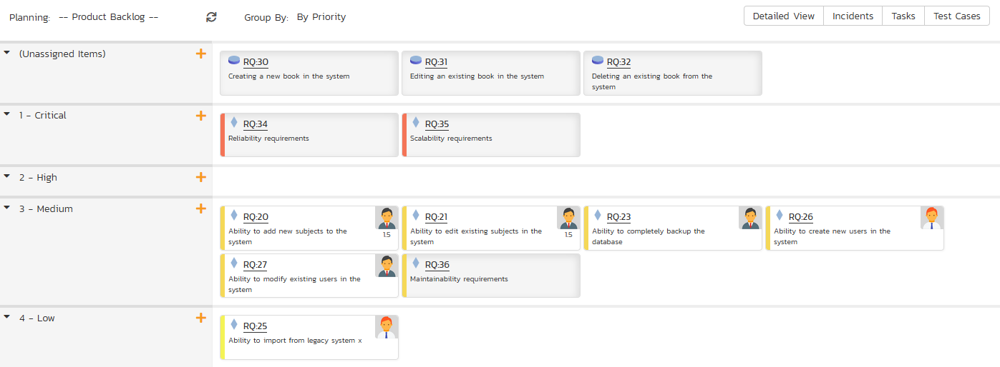 Planning: -- Product Backlog -- Group By: By Priority Detailed View Incidents Tasks Test Cases
(Unassigned Items)
RQ:30
Creating a new book in the system
RQ:31
Editing an existing book in the system
RQ:32
Deleting an existing book from the
system
1 - Critical
RQ:34
Reliability requirements
RQ:35
Scalability requirements
2 - High
3 - Medium
RQ:20
Ability to add new subjects to the
system
1.5
RQ:21
Ability to edit existing subjects in the
system
1.5
RQ:23
Ability to completely backup the
database
RQ:26
Ability to create new users in the
system
RQ:27
Ability to modify existing users in the
system
RQ:36
Maintainability requirements
4 - Low
RQ:25
Ability to import from legacy system x